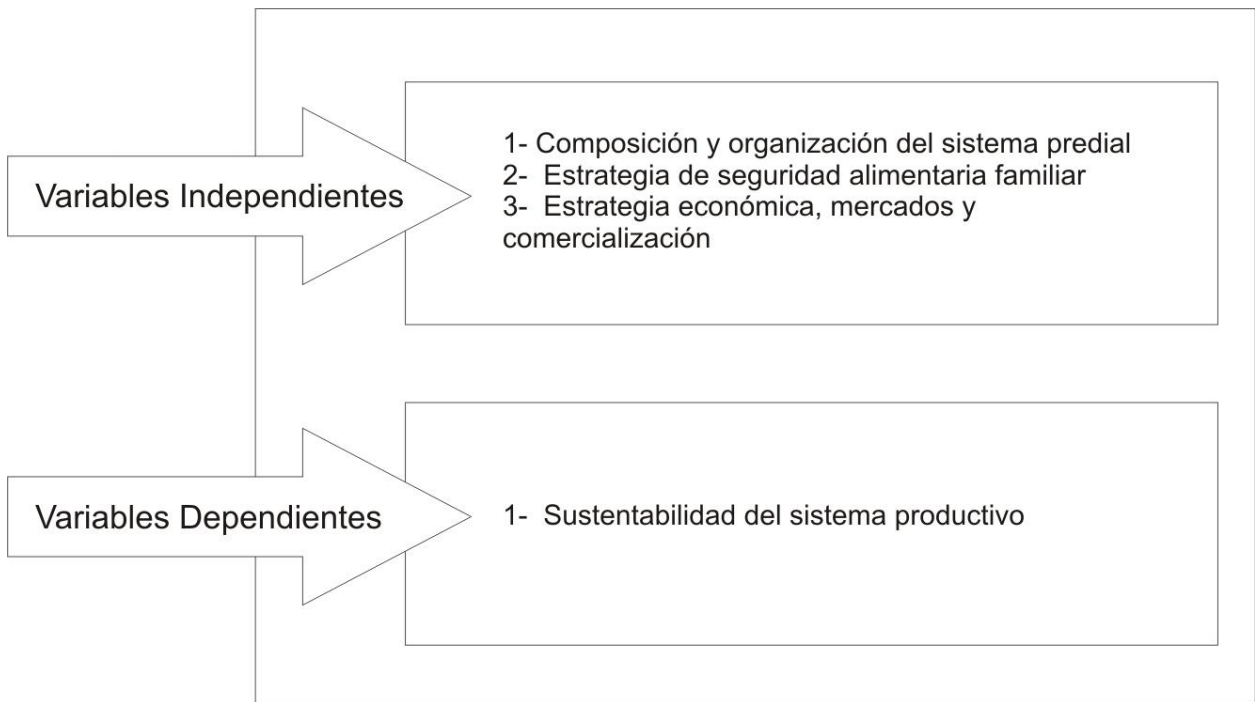 Variables Independientes
1- Composición y organización del sistema predial
2- Estrategia de seguridad alimentaria familiar
3- Estrategia económica, mercados y
comercialización
Variables Dependientes
1- Sustentabilidad del sistema productivo